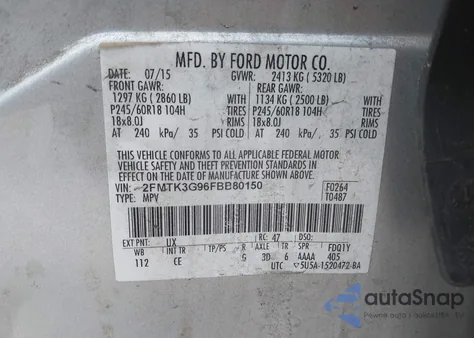 MFD. BY FORD MOTOR CO.
DATE: 07/15 GVWR: 2413 KG ( 5320 LB)
FRONT GAWR: REAR GAWR:
1297 KG ( 2860 LB) WITH 1134 KG ( 2500 LB) WITH
P245/60R18 104H TIRES P245/60R18 104H TIRES
18x8.0J RIMS 18x8.0J RIMS
AT 240 kPa/ 35 PSI COLD AT 240 kPa/ 35 PSI COLD
THIS VEHICLE CONFORMS TO ALL APPLICABLE FEDERAL MOTOR
VEHICLE SAFETY AND THEFT PREVENTION STANDARDS IN EFFECT
ON THE DATE OF MANUFACTURE SHOWN ABOVE.
VIN: 2FMTK3G96FBB80150 F0264
TYPE: MPV T0487
EXT PNT: UX RC: 47 DSO:
WB TP/PS R AXLE TR SPR FDQ1Y
112 CE 3D 6 AAAA 405
UTC 5U5A-1520472-BA
autoSnap